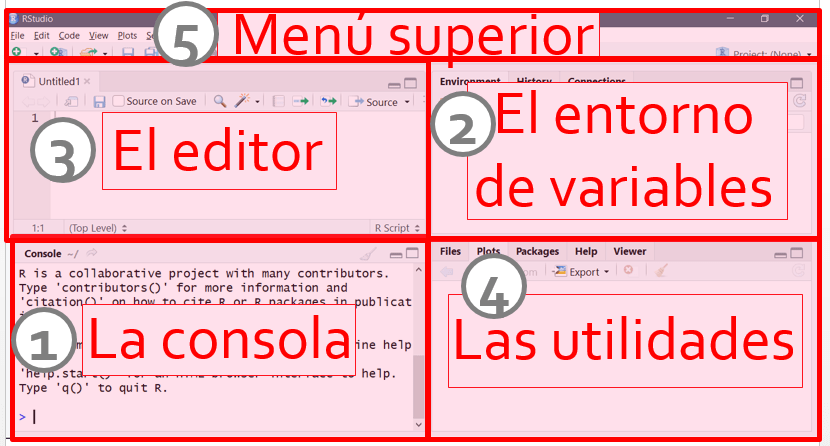 RStudio
File Edit Code View Plots
5 Menú superior
Project: (None)
Untitled1
Source on Save
Source
1
3 El editor
1:1 (Top Level) R Script
Environment History Connections
2 El entorno
de variables
Console ~/
R is a collaborative project with many contributors.
Type 'contributors()' for more information and
'citation()' on how to cite R or R packages in publicat
1 La consola
help
'help.start()' for an HTML browser interface to help.
Type 'q()' to quit R.
>
Files Plots Packages Help Viewer
Export
4 Las utilidades